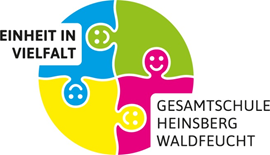 EINHEIT IN
VIELFALT
GESAMTSCHULE
HEINSBERG
WALDFEUCHT